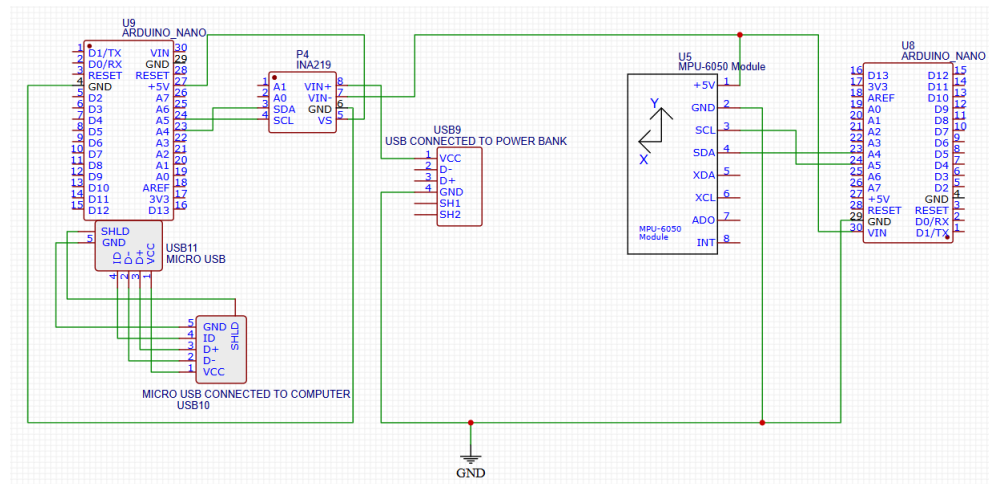 U9
ARDUINO_NANO
1 D1/TX VIN 30
2 D0/RX GND 29
3 RESET RESET 28
4 GND +5V 27
5 D2 A7 26
6 D3 A6 25
7 D4 A5 24
8 D5 A4 23
9 D6 A3 22
10 D7 A2 21
11 D8 A1 20
12 D9 A0 19
13 D10 AREF 18
14 D11 3V3 17
15 D12 D13 16
P4
INA219
1 A1 VIN+ 8
2 A0 VIN- 7
3 SDA GND 6
4 SCL VS 5
USB9
USB CONNECTED TO POWER BANK
1 VCC
2 D-
3 D+
4 GND
SH1
SH2
U5
MPU-6050 Module
+5V 1
GND 2
SCL 3
SDA 4
XDA 5
XCL 6
ADO 7
INT 8
Y
X
MPU-6050
Module
U8
ARDUINO_NANO
16 D13 D12 15
17 3V3 D11 14
18 AREF D10 13
19 A0 D9 12
20 A1 D8 11
21 A2 D7 10
22 A3 D6 9
23 A4 D5 8
24 A5 D4 7
25 A6 D3 6
26 A7 D2 5
27 +5V GND 4
28 RESET RESET 3
29 GND D0/RX 2
30 VIN D1/TX 1
SHLD
5 GND
ID D- D+ VCC
4 2 3 1
USB11
MICRO USB
5 GND
4 ID
3 D+
2 D-
1 VCC
SHLD
MICRO USB CONNECTED TO COMPUTER
USB10
GND